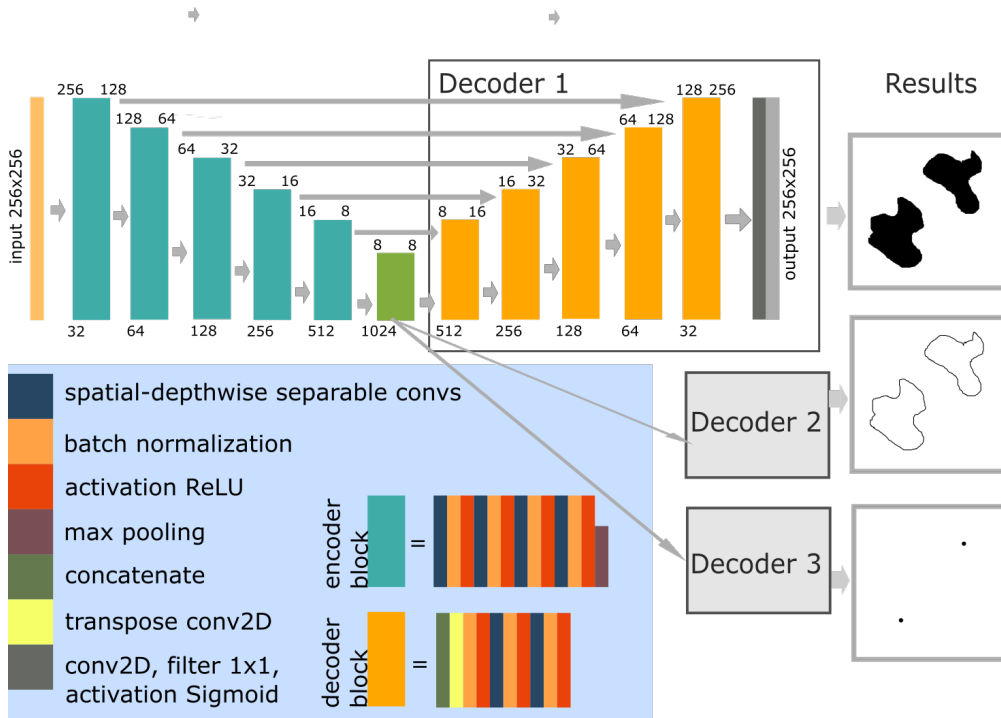 Decoder 1
Results
256 128
128 64
64 32
32 16
16 8
8 8
8 16
16 32
32 64
64 128
128 256
input 256x256
output 256x256
32
64
128
256
512
1024
512
256
128
64
32
spatial-depthwise separable convs
batch normalization
activation ReLU
max pooling
concatenate
transpose conv2D
conv2D, filter 1x1,
activation Sigmoid
encoder
block
=
decoder
block
=
Decoder 2
Decoder 3